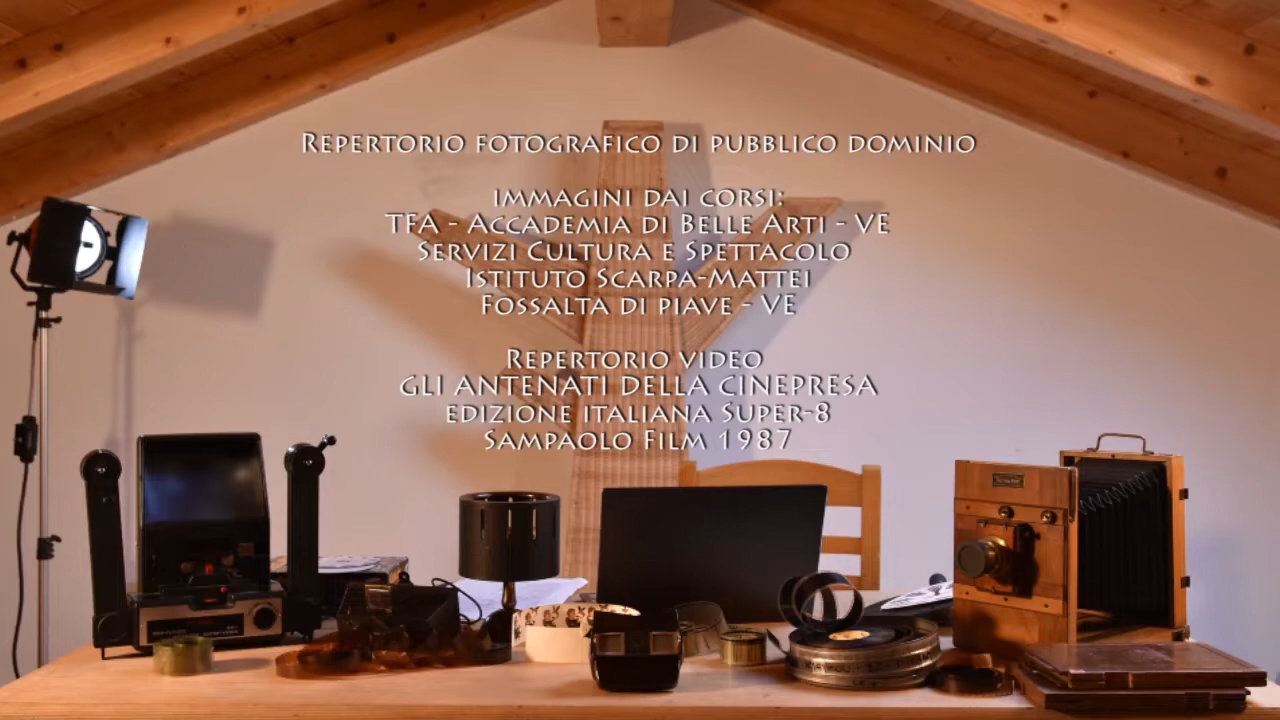 Repertorio fotografico di pubblico dominio
immagini dai corsi:
TFA - Accademia di Belle Arti - VE
Servizi Cultura e Spettacolo
Istituto Scarpa-Mattei
Fossalta di piave - VE
Repertorio video
GLI ANTENATI DELLA CINEPRESA
edizione italiana Super-8
Sampaolo Film 1987